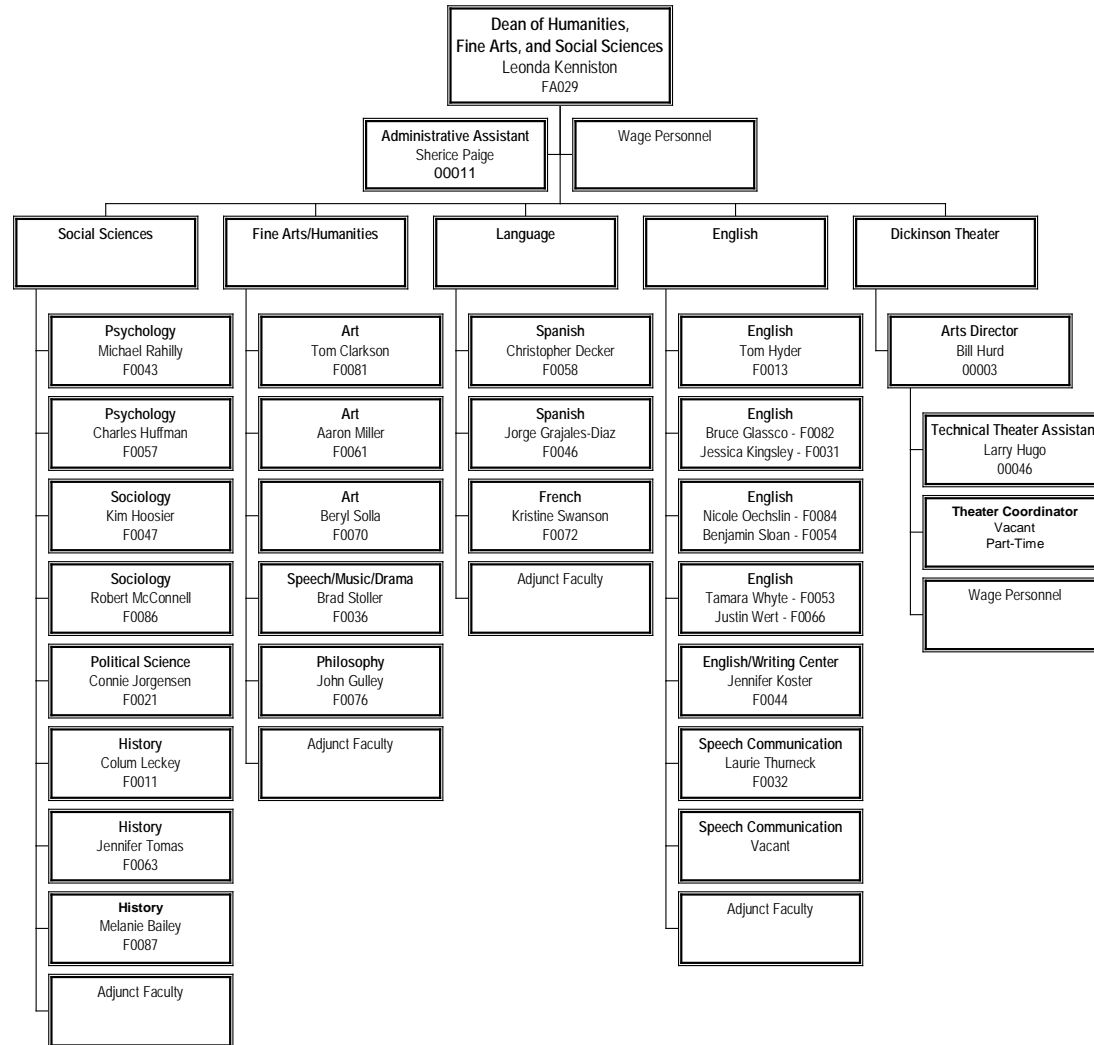 Dean of Humanities,
Fine Arts, and Social Sciences
Leonda Kenniston
FA029
Administrative Assistant
Sherice Paige
00011
Wage Personnel
Social Sciences
Fine Arts/Humanities
Language
English
Dickinson Theater
Psychology
Michael Rahilly
F0043
Psychology
Charles Huffman
F0057
Sociology
Kim Hoosier
F0047
Sociology
Robert McConnell
F0086
Political Science
Connie Jorgensen
F0021
History
Colum Leckey
F0011
History
Jennifer Tomas
F0063
History
Melanie Bailey
F0087
Adjunct Faculty
Art
Tom Clarkson
F0081
Art
Aaron Miller
F0061
Art
Beryl Solla
F0070
Speech/Music/Drama
Brad Stoller
F0036
Philosophy
John Gulley
F0076
Adjunct Faculty
Spanish
Christopher Decker
F0058
Spanish
Jorge Grajales-Diaz
F0046
French
Kristine Swanson
F0072
Adjunct Faculty
English
Tom Hyder
F0013
English
Bruce Glassco - F0082
Jessica Kingsley - F0031
English
Nicole Oechslin - F0084
Benjamin Sloan - F0054
English
Tamara Whyte - F0053
Justin Wert - F0066
English/Writing Center
Jennifer Koster
F0044
Speech Communication
Laurie Thurneck
F0032
Speech Communication
Vacant
Adjunct Faculty
Arts Director
Bill Hurd
00003
Technical Theater Assistan
Larry Hugo
00046
Theater Coordinator
Vacant
Part-Time
Wage Personnel